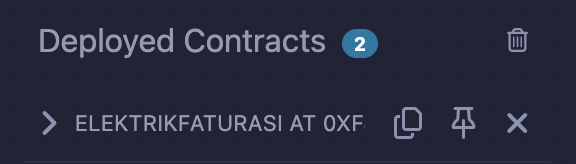 Deployed Contracts 2
ELEKTRIKFATURASI AT 0XF